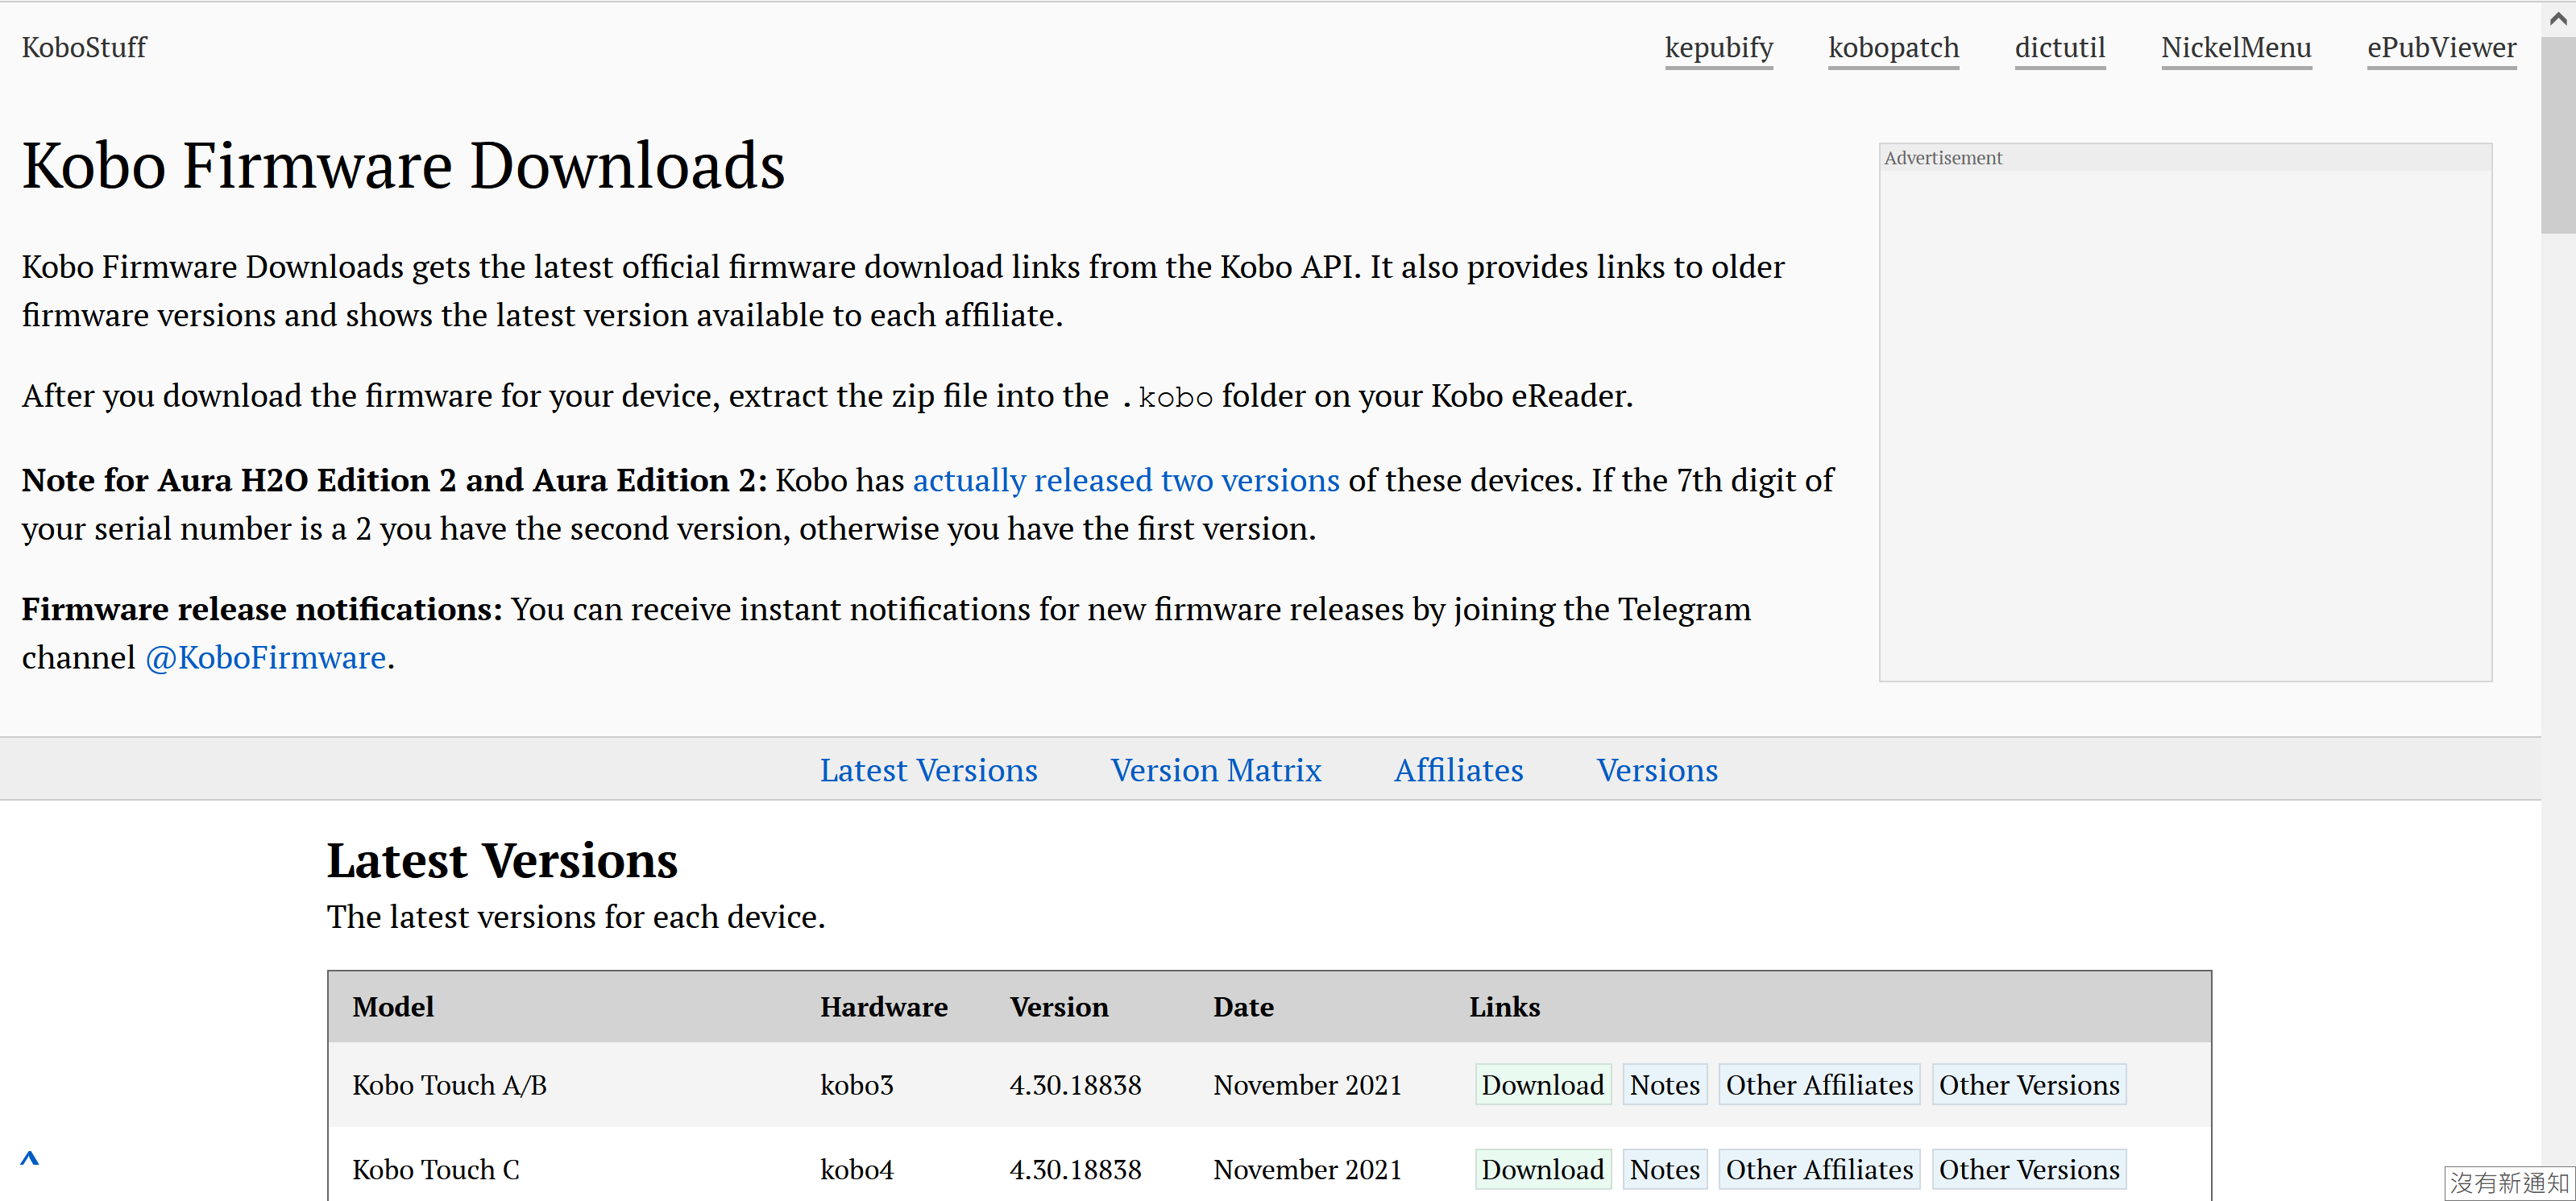 KoboStuff kepubify kobopatch dictutil NickelMenu ePubViewer
Kobo Firmware Downloads
Advertisement
Kobo Firmware Downloads gets the latest official firmware download links from the Kobo API. It also provides links to older
firmware versions and shows the latest version available to each affiliate.
After you download the firmware for your device, extract the zip file into the .kobo folder on your Kobo eReader.
Note for Aura H2O Edition 2 and Aura Edition 2: Kobo has actually released two versions of these devices. If the 7th digit of
your serial number is a 2 you have the second version, otherwise you have the first version.
Firmware release notifications: You can receive instant notifications for new firmware releases by joining the Telegram
channel @KoboFirmware.
Latest Versions Version Matrix Affiliates Versions
Latest Versions
The latest versions for each device.
Model Hardware Version Date Links
Kobo Touch A/B kobo3 4.30.18838 November 2021 Download Notes Other Affiliates Other Versions
Kobo Touch C kobo4 4.30.18838 November 2021 Download Notes Other Affiliates Other Versions
沒有新通知